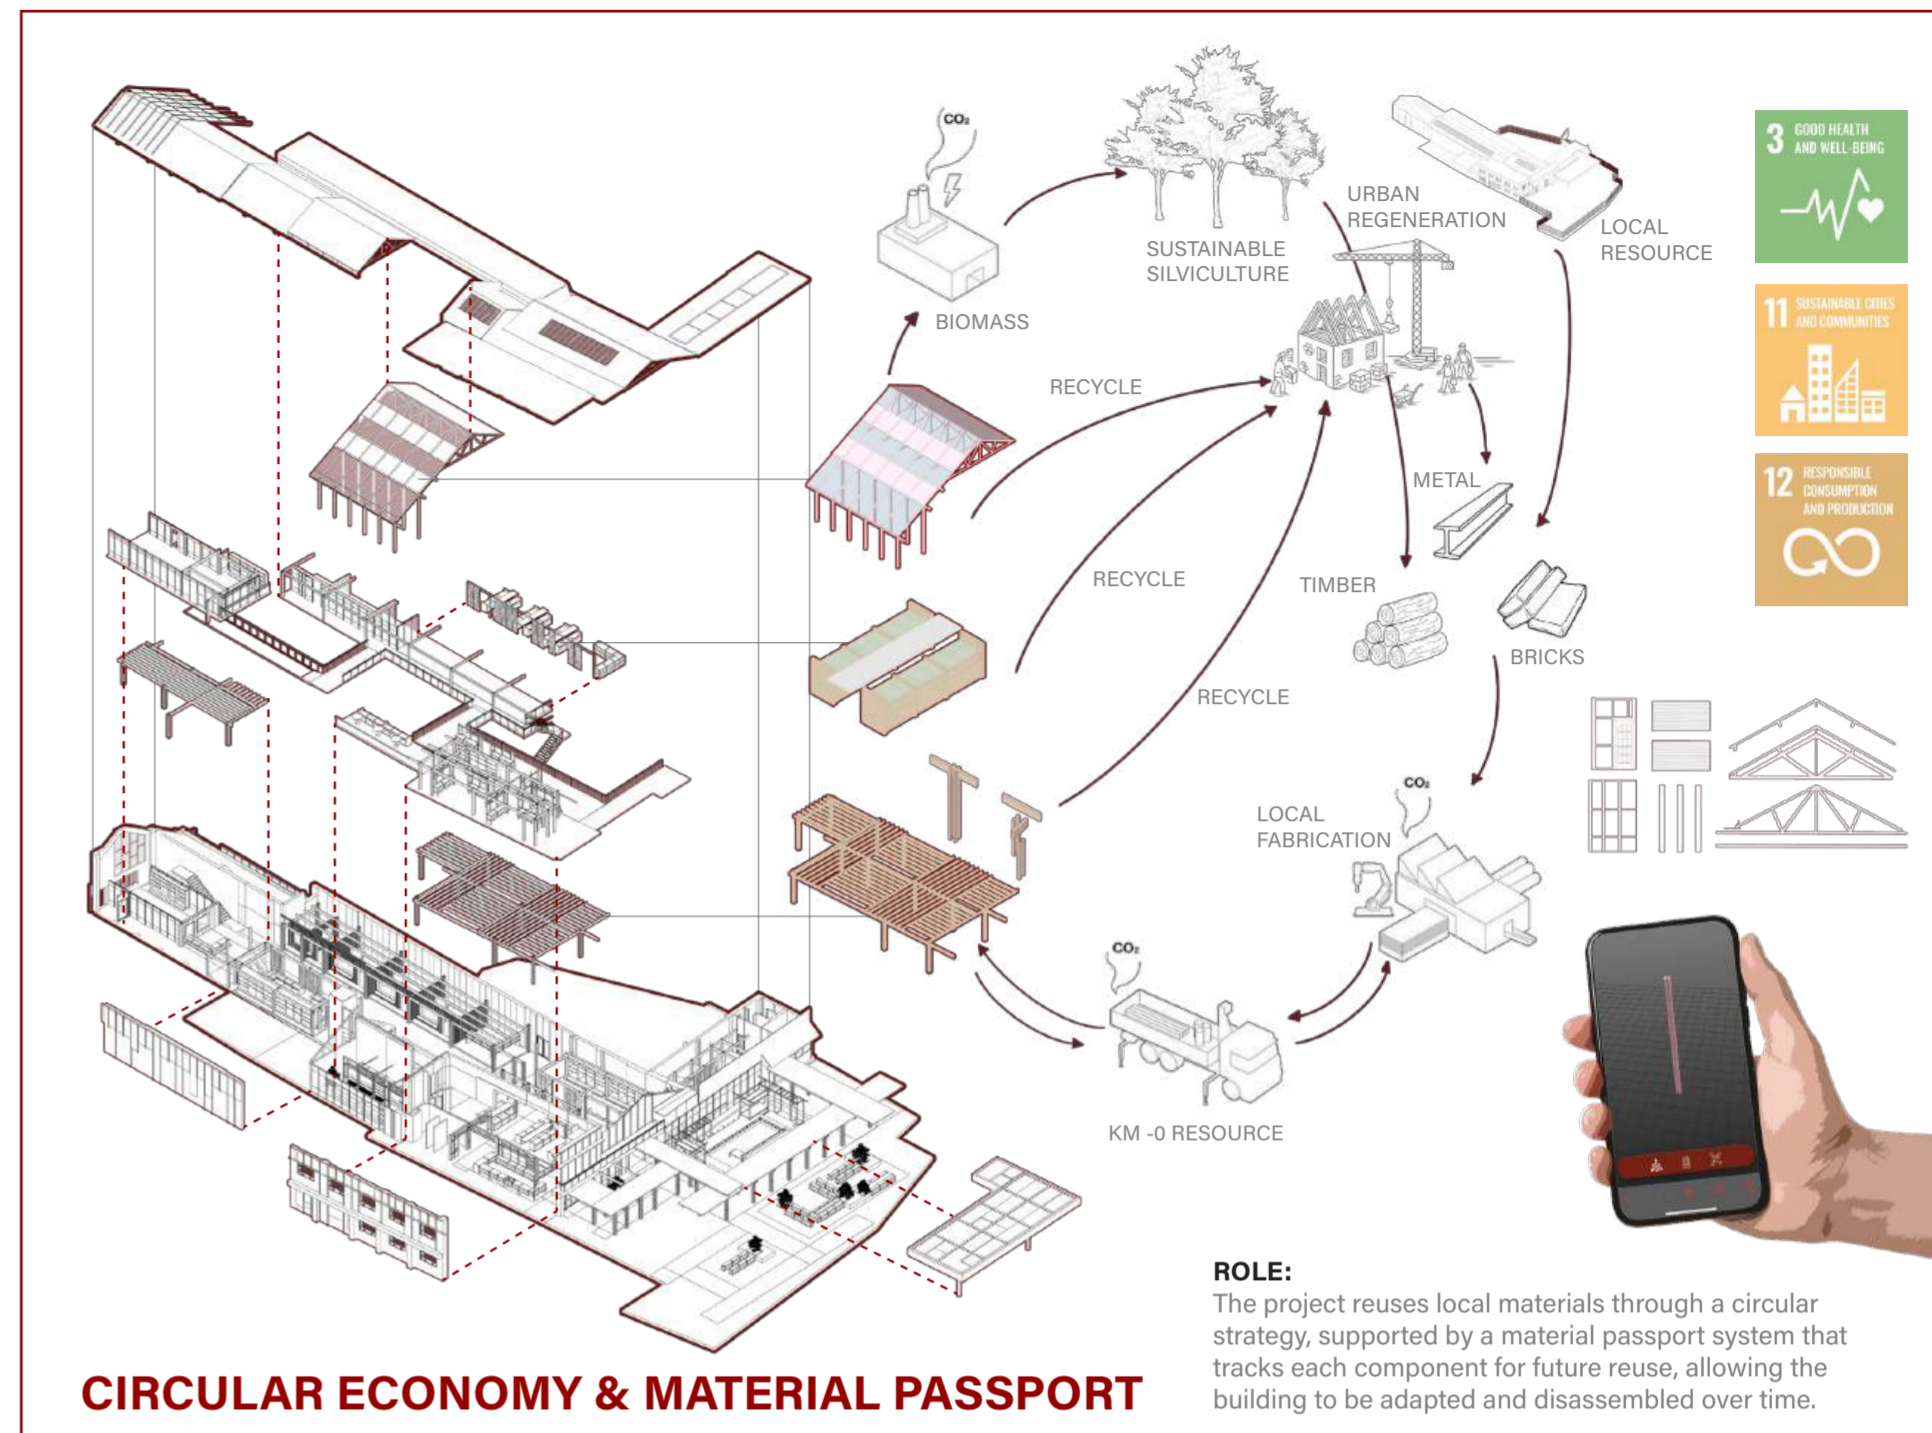 CO₂
BIOMASS
SUSTAINABLE
SILVICULTURE
URBAN
REGENERATION
LOCAL
RESOURCE
3 GOOD HEALTH
AND WELL-BEING
11 SUSTAINABLE CITIES
AND COMMUNITIES
12 RESPONSIBLE
CONSUMPTION
AND PRODUCTION
RECYCLE
RECYCLE
RECYCLE
METAL
TIMBER
BRICKS
CO₂
LOCAL
FABRICATION
CO₂
KM -0 RESOURCE
ROLE:
The project reuses local materials through a circular
strategy, supported by a material passport system that
tracks each component for future reuse, allowing the
building to be adapted and disassembled over time.
CIRCULAR ECONOMY & MATERIAL PASSPORT